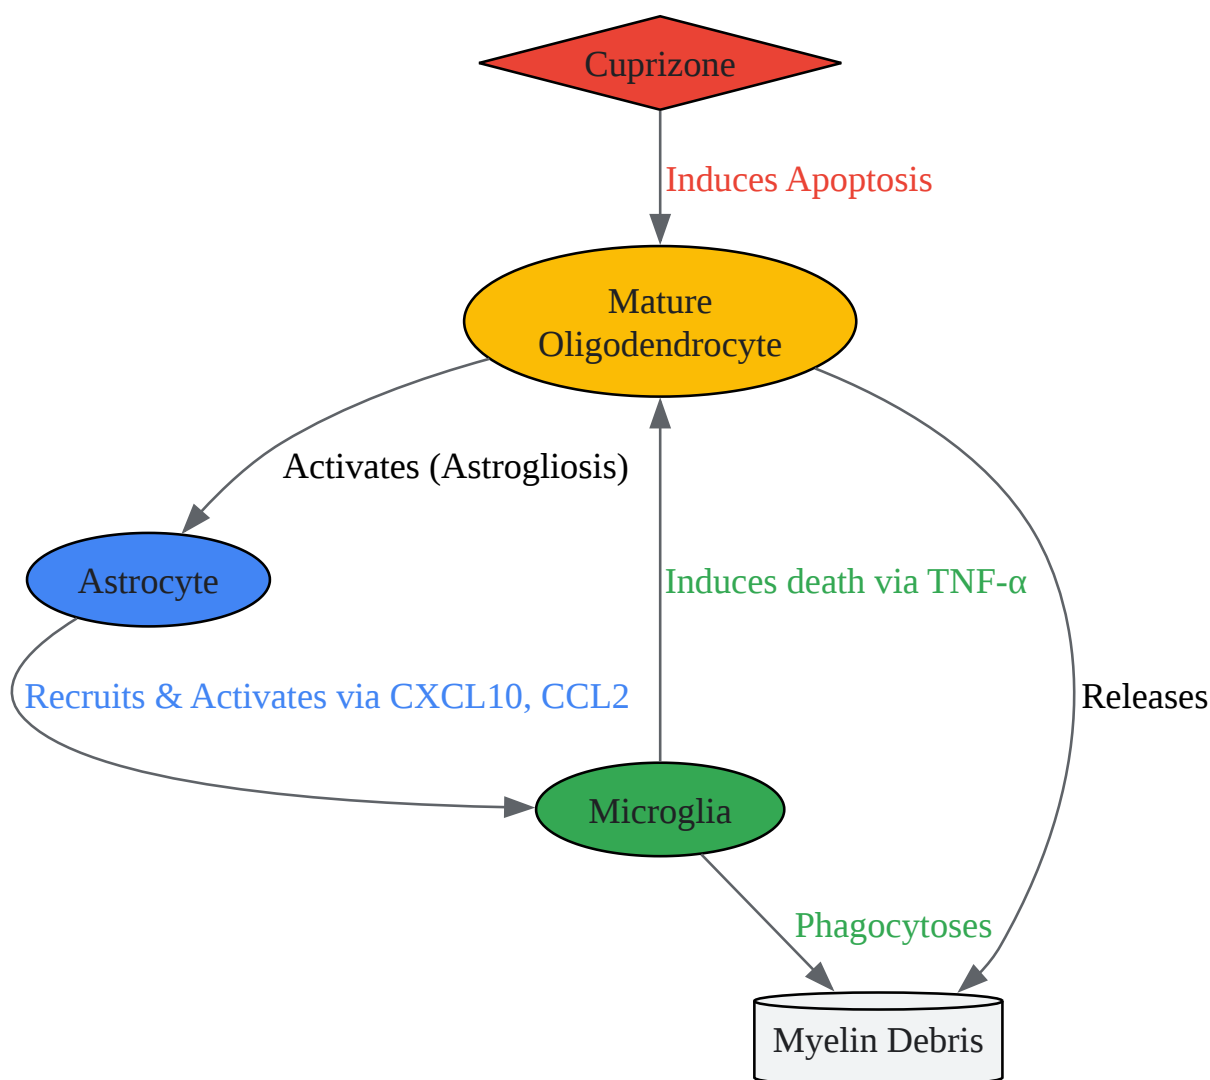 Cuprizone
Induces Apoptosis
Mature
Oligodendrocyte
Activates (Astrogliosis)
Astrocyte
Induces death via TNF-α
Recruits & Activates via CXCL10, CCL2
Releases
Microglia
Phagocytoses
Myelin Debris